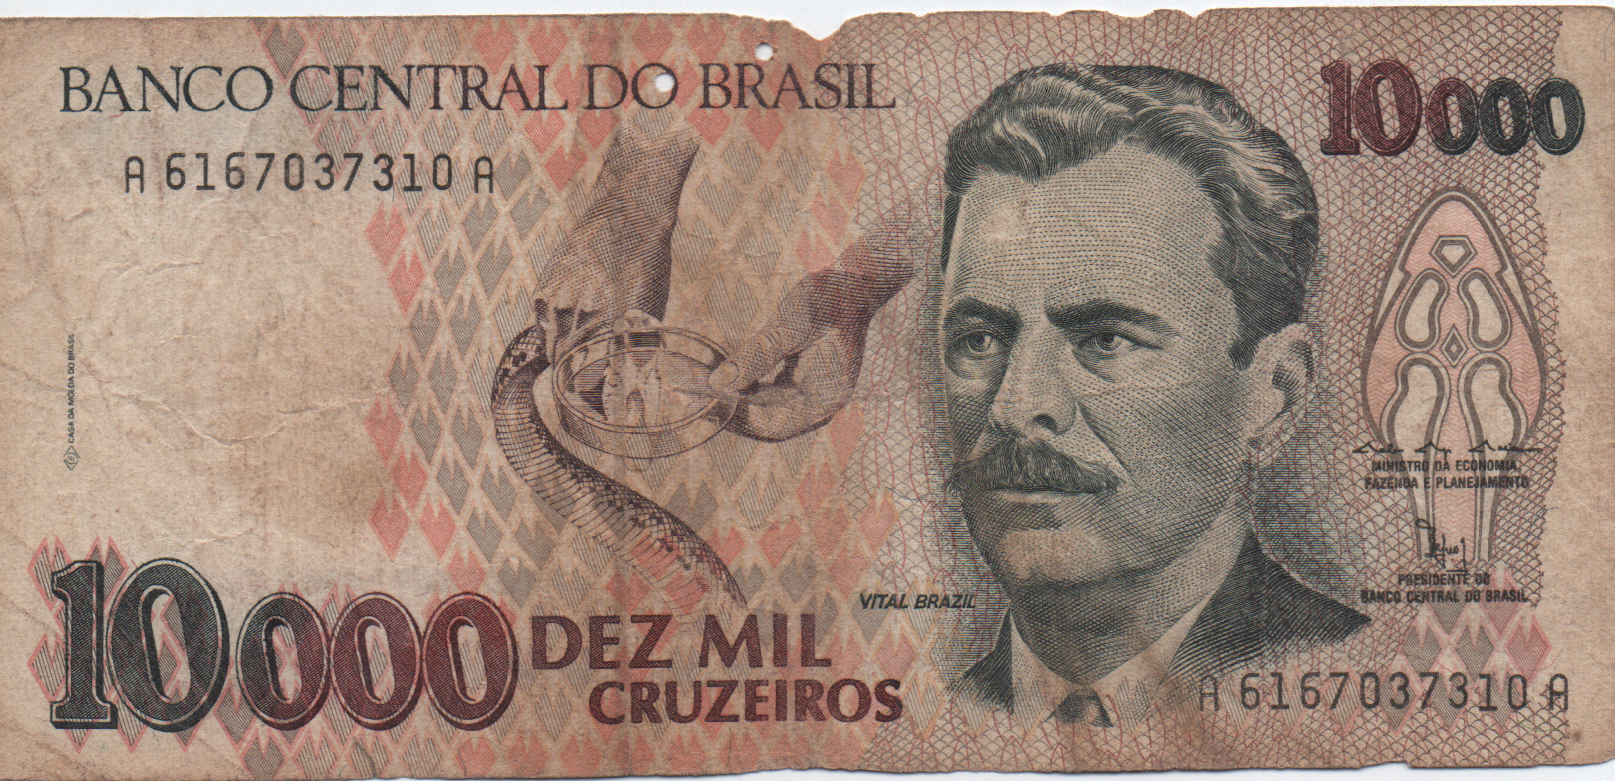 BANCO CENTRAL DO BRASIL
10000
A 6167037310 A
CASA DA MOEDA DO BRASIL
MINISTRO DA ECONOMIA,
FAZENDA E PLANEJAMENTO
PRESIDENTE DO
BANCO CENTRAL DO BRASIL
VITAL BRAZIL
10000
DEZ MIL
CRUZEIROS
A 6167037310 A